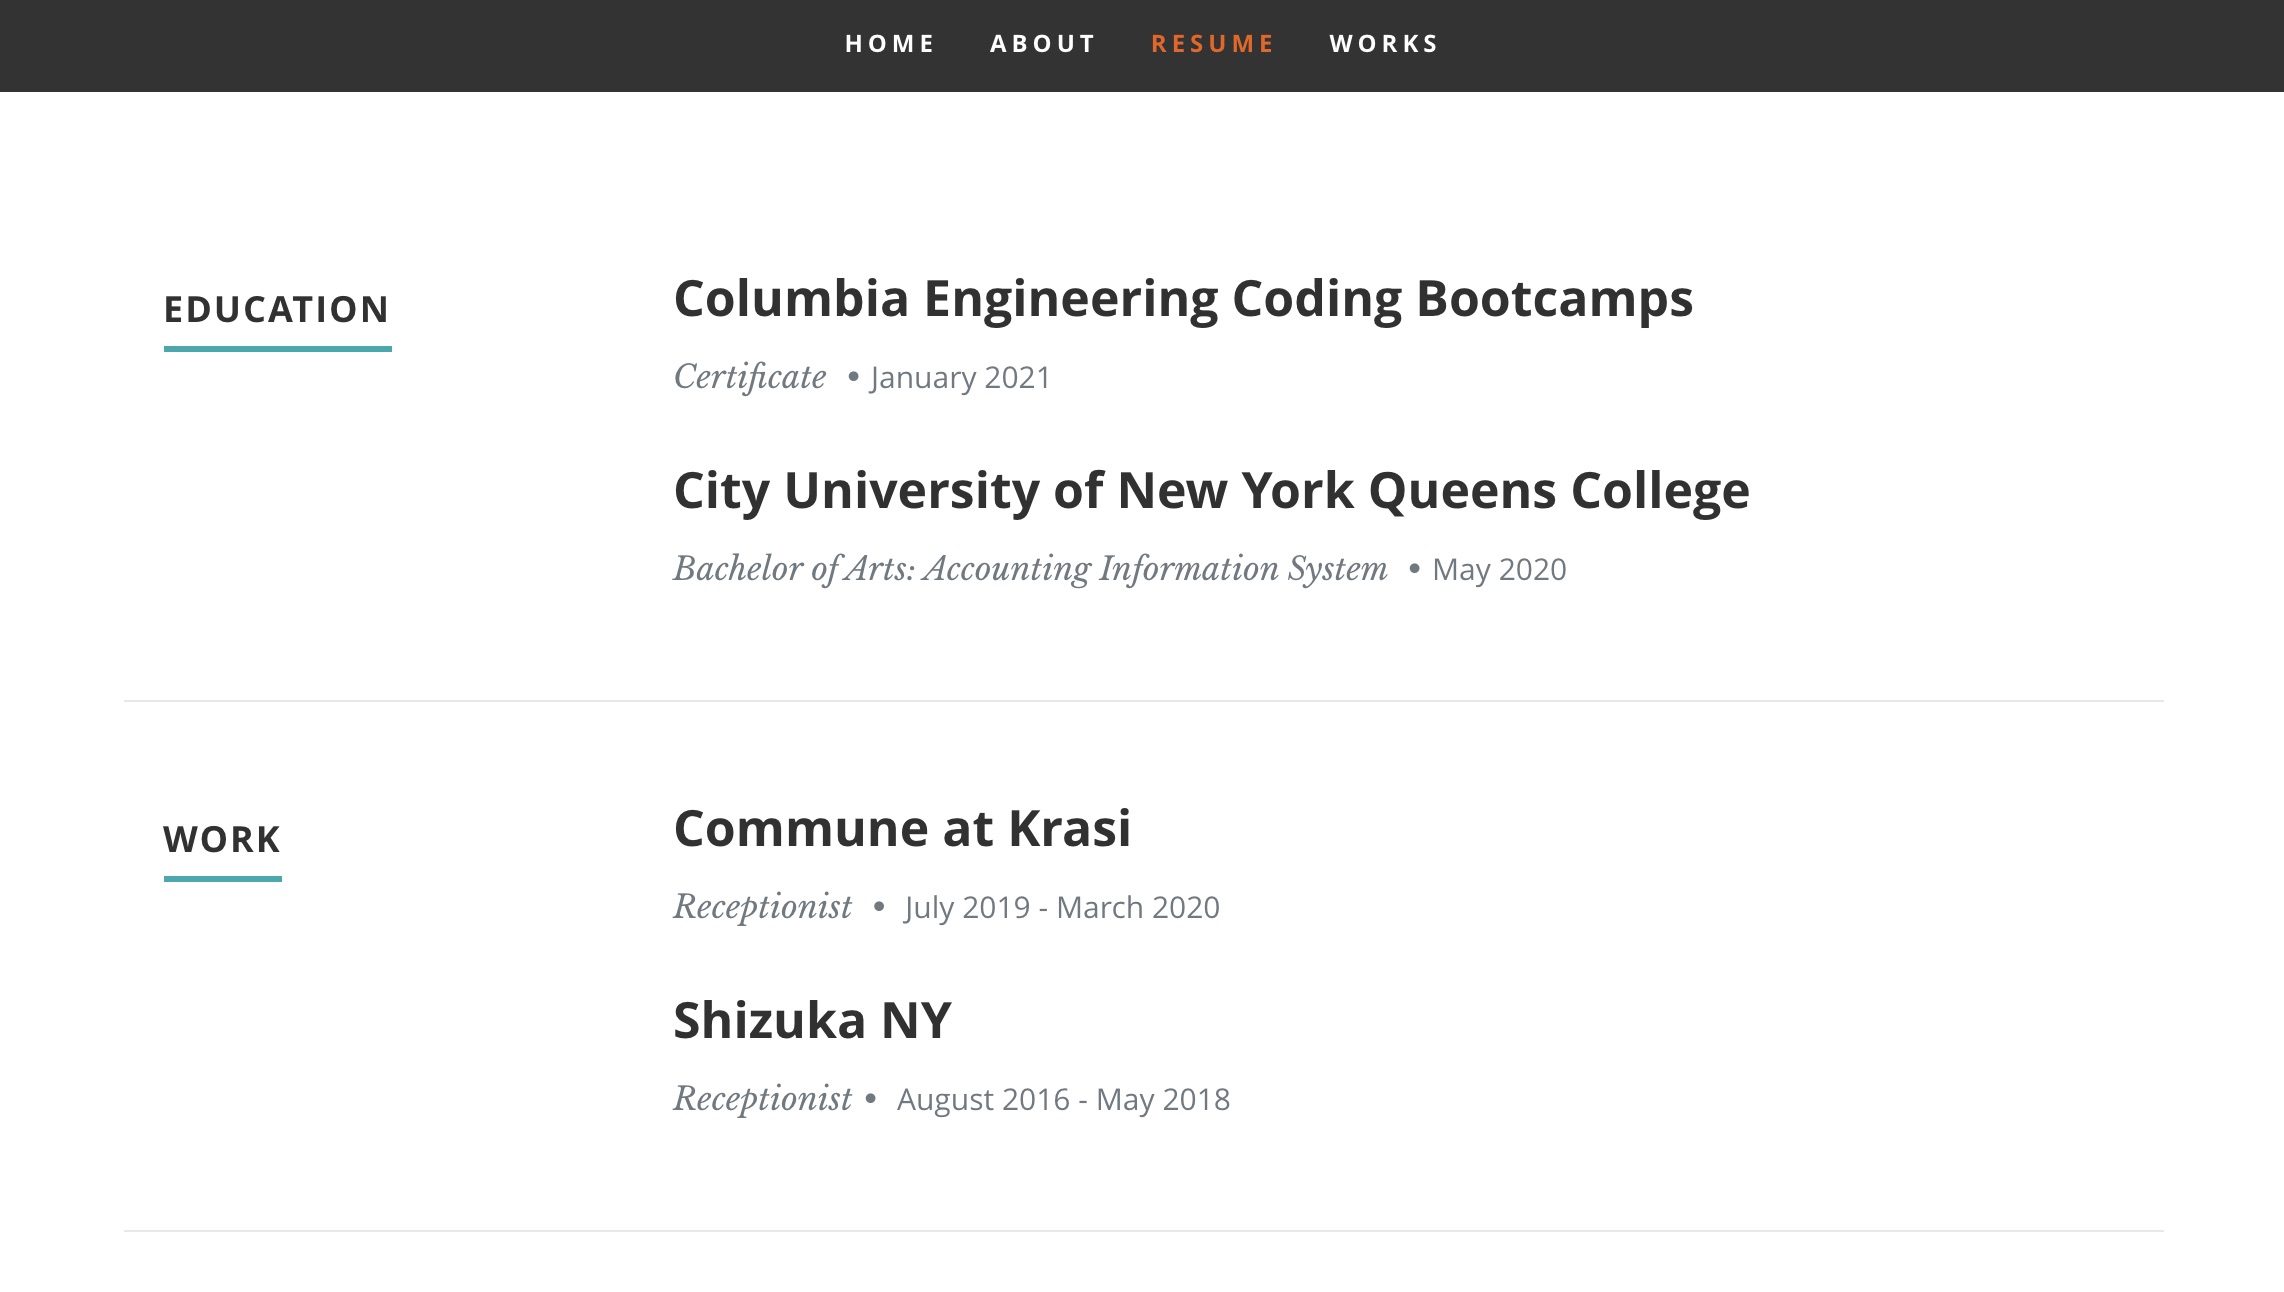 HOME ABOUT RESUME WORKS
EDUCATION
Columbia Engineering Coding Bootcamps
Certificate • January 2021
City University of New York Queens College
Bachelor of Arts: Accounting Information System • May 2020
WORK
Commune at Krasi
Receptionist • July 2019 - March 2020
Shizuka NY
Receptionist • August 2016 - May 2018